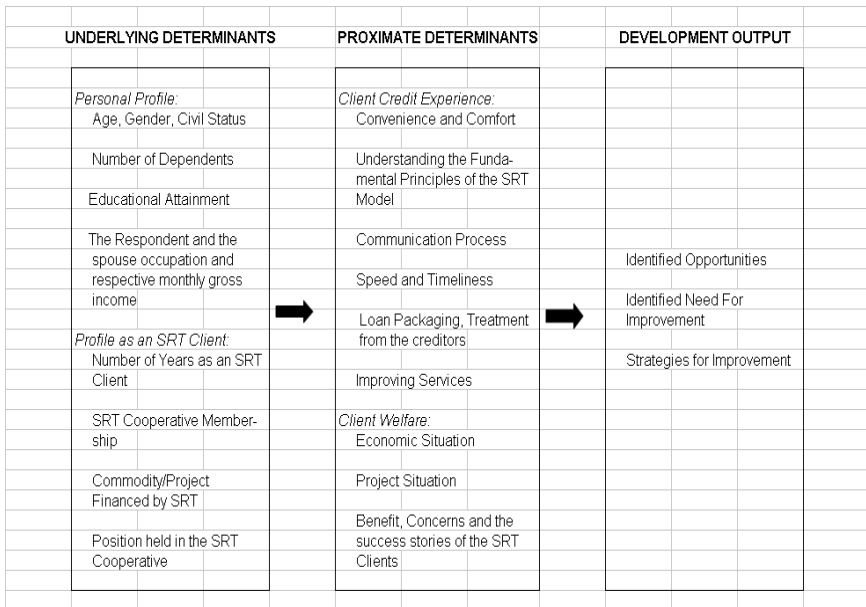 UNDERLYING DETERMINANTS
Personal Profile:
Age, Gender, Civil Status
Number of Dependents
Educational Attainment
The Respondent and the
spouse occupation and
respective monthly gross
income
Profile as an SRT Client:
Number of Years as an SRT
Client
SRT Cooperative Member-
ship
Commodity/Project
Financed by SRT
Position held in the SRT
Cooperative
PROXIMATE DETERMINANTS
Client Credit Experience:
Convenience and Comfort
Understanding the Funda-
mental Principles of the SRT
Model
Communication Process
Speed and Timeliness
Loan Packaging, Treatment
from the creditors
Improving Services
Client Welfare:
Economic Situation
Project Situation
Benefit, Concerns and the
success stories of the SRT
Clients
DEVELOPMENT OUTPUT
Identified Opportunities
Identified Need For
Improvement
Strategies for Improvement